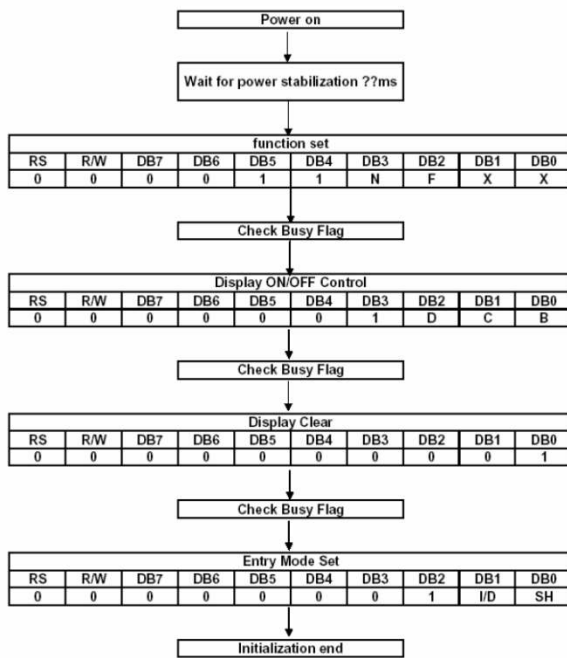 Power on
Wait for power stabilization ??ms
function set
RS R/W DB7 DB6 DB5 DB4 DB3 DB2 DB1 DB0
0 0 0 0 1 1 N F X X
Check Busy Flag
Display ON/OFF Control
RS R/W DB7 DB6 DB5 DB4 DB3 DB2 DB1 DB0
0 0 0 0 0 0 1 D C B
Check Busy Flag
Display Clear
RS R/W DB7 DB6 DB5 DB4 DB3 DB2 DB1 DB0
0 0 0 0 0 0 0 0 0 1
Check Busy Flag
Entry Mode Set
RS R/W DB7 DB6 DB5 DB4 DB3 DB2 DB1 DB0
0 0 0 0 0 0 0 1 I/D SH
Initialization end